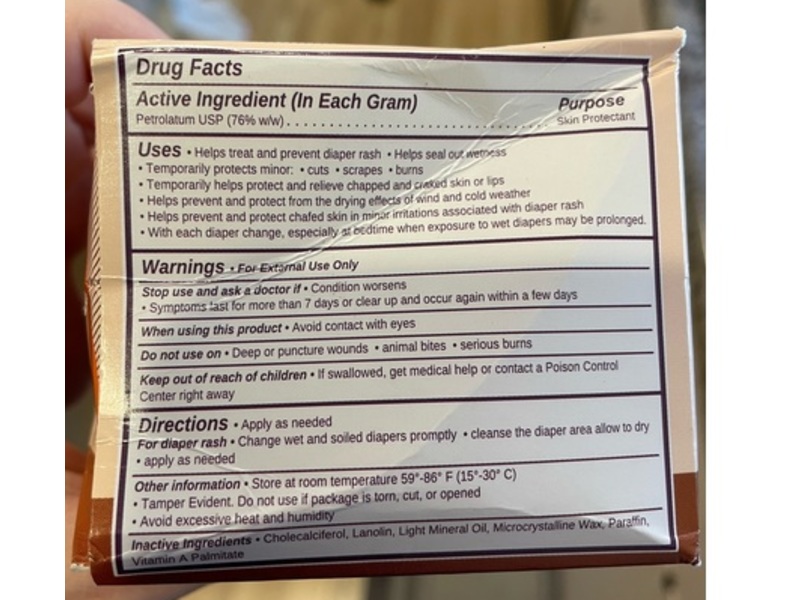 Drug Facts
Active Ingredient (In Each Gram) Purpose
Petrolatum USP (76% w/w)........................................ Skin Protectant
Uses • Helps treat and prevent diaper rash • Helps seal out wetness
• Temporarily protects minor: • cuts • scrapes • burns
• Temporarily helps protect and relieve chapped and craked skin or lips
• Helps prevent and protect from the drying effects of wind and cold weather
• Helps prevent and protect chafed skin in minor irritations associated with diaper rash
• With each diaper change, especially at bedtime when exposure to wet diapers may be prolonged.
Warnings • For External Use Only
Stop use and ask a doctor if • Condition worsens
• Symptoms last for more than 7 days or clear up and occur again within a few days
When using this product • Avoid contact with eyes
Do not use on • Deep or puncture wounds • animal bites • serious burns
Keep out of reach of children • If swallowed, get medical help or contact a Poison Control
Center right away
Directions • Apply as needed
For diaper rash • Change wet and soiled diapers promptly • cleanse the diaper area allow to dry
• apply as needed
Other information • Store at room temperature 59°-86° F (15°-30° C)
• Tamper Evident. Do not use if package is torn, cut, or opened
• Avoid excessive heat and humidity
Inactive Ingredients • Cholecalciferol, Lanolin, Light Mineral Oil, Microcrystalline Wax, Paraffin,
Vitamin A Palmitate